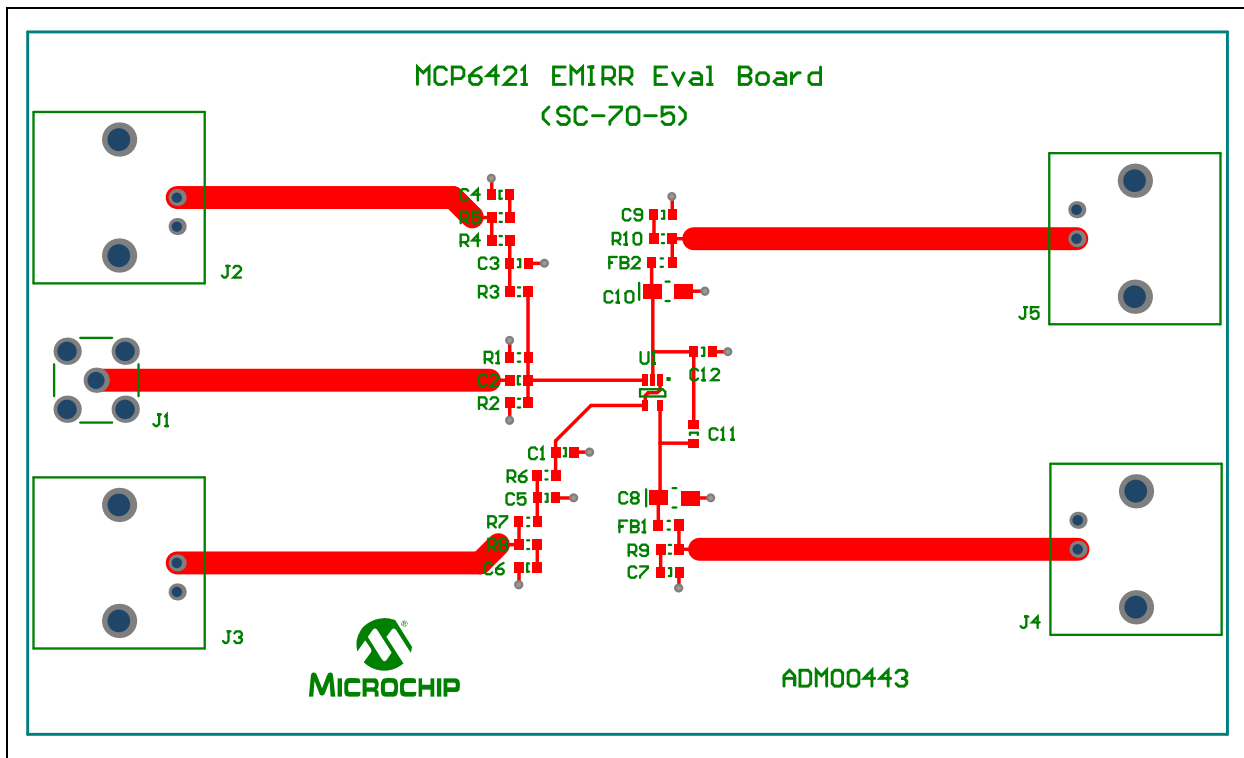 MCP6421 EMIRR Eval Board
(SC-70-5)
C4
R5
R4
C3
R3
J2
C9
R10
FB2
C10
J5
R1
C2
R2
J1
U1
C12
C11
C1
R6
C5
R7
R8
C6
J3
C8
FB1
R9
C7
J4
®
MICROCHIP
ADM00443